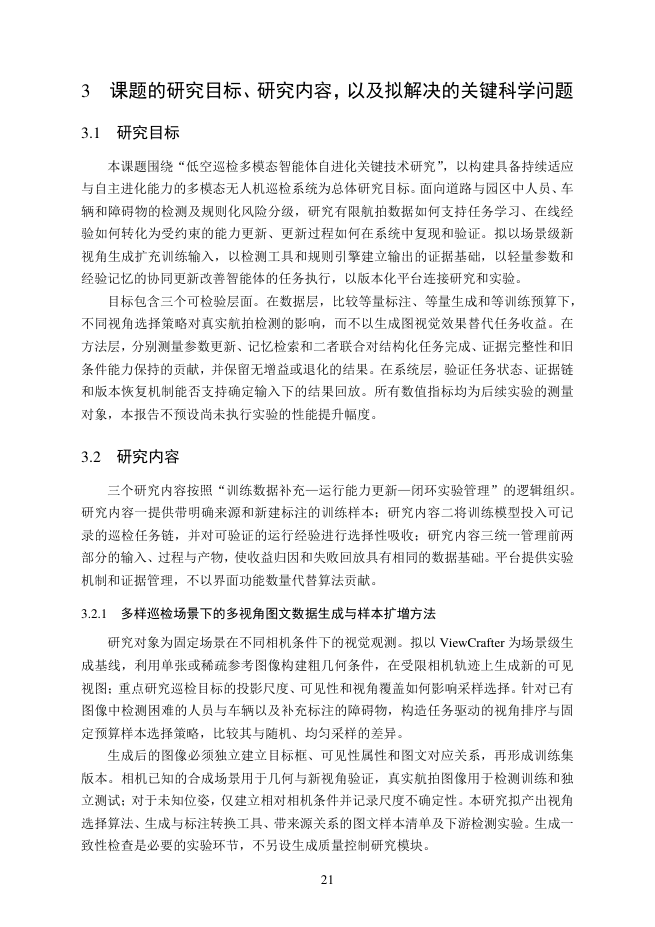 3 课题的研究目标、研究内容，以及拟解决的关键科学问题
3.1 研究目标
本课题围绕“低空巡检多模态智能体自进化关键技术研究”，以构建具备持续适应
与自主进化能力的多模态无人机巡检系统为总体研究目标。面向道路与园区中人员、车
辆和障碍物的检测及规则化风险分级，研究有限航拍数据如何支持任务学习、在线经
验如何转化为受约束的能力更新、更新过程如何在系统中复现和验证。拟以场景级新
视角生成扩充训练输入，以检测工具和规则引擎建立输出的证据基础，以轻量参数和
经验记忆的协同更新改善智能体的任务执行，以版本化平台连接研究和实验。
目标包含三个可检验层面。在数据层，比较等量标注、等量生成和等训练预算下，
不同视角选择策略对真实航拍检测的影响，而不以生成图视觉效果替代任务收益。在
方法层，分别测量参数更新、记忆检索和二者联合对结构化任务完成、证据完整性和旧
条件能力保持的贡献，并保留无增益或退化的结果。在系统层，验证任务状态、证据链
和版本恢复机制能否支持确定输入下的结果回放。所有数值指标均为后续实验的测量
对象，本报告不预设尚未执行实验的性能提升幅度。
3.2 研究内容
三个研究内容按照“训练数据补充—运行能力更新—闭环实验管理”的逻辑组织。
研究内容一提供带明确来源和新建标注的训练样本；研究内容二将训练模型投入可记
录的巡检任务链，并对可验证的运行经验进行选择性吸收；研究内容三统一管理前两
部分的输入、过程与产物，使收益归因和失败回放具有相同的数据基础。平台提供实验
机制和证据管理，不以界面功能数量代替算法贡献。
3.2.1 多样巡检场景下的多视角图文数据生成与样本扩增方法
研究对象为固定场景在不同相机条件下的视觉观测。拟以 ViewCrafter 为场景级生
成基线，利用单张或稀疏参考图像构建粗几何条件，在受限相机轨迹上生成新的可见
视图；重点研究巡检目标的投影尺度、可见性和视角覆盖如何影响采样选择。针对已有
图像中检测困难的人员与车辆以及补充标注的障碍物，构造任务驱动的视角排序与固
定预算样本选择策略，比较其与随机、均匀采样的差异。
生成后的图像必须独立建立目标框、可见性属性和图文对应关系，再形成训练集
版本。相机已知的合成场景用于几何与新视角验证，真实航拍图像用于检测训练和独
立测试；对于未知位姿，仅建立相对相机条件并记录尺度不确定性。本研究拟产出视角
选择算法、生成与标注转换工具、带来源关系的图文样本清单及下游检测实验。生成一
致性检查是必要的实验环节，不另设生成质量控制研究模块。
21